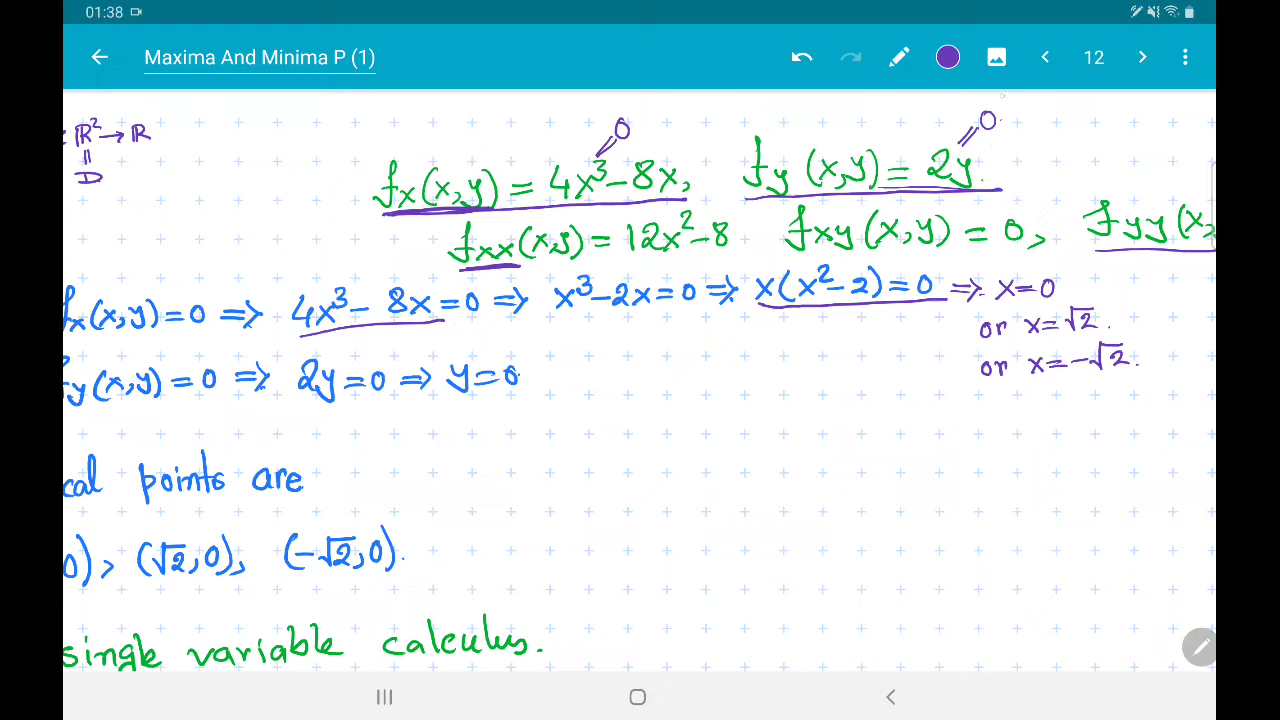 01:38
Maxima And Minima P (1)
12
: ℝ² → ℝ
=
D
0
0
fx(x,y) = 4x³ – 8x, fy (x,y) = 2y.
fxx (x,y) = 12x² – 8 fxy (x,y) = 0, fyy (x,
fx(x,y) = 0 ⇒ 4x³ – 8x = 0 ⇒ x³ – 2x = 0 ⇒ x(x² – 2) = 0 ⇒ x = 0
or x = √2.
or x = –√2.
fy(x,y) = 0 ⇒ 2y = 0 ⇒ y = 0
cal points are
0), (√2, 0), (–√2, 0).
single variable calculus.